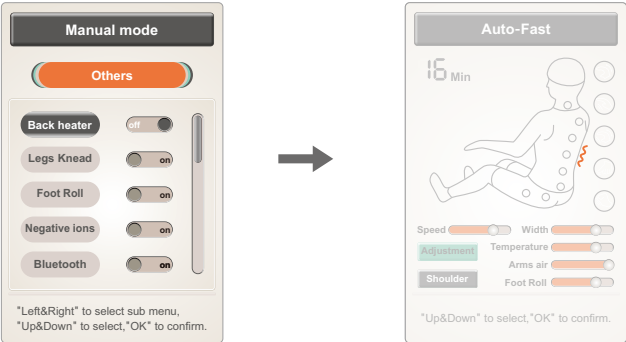 Manual mode
Others
Back heater off
Legs Knead on
Foot Roll on
Negative ions on
Bluetooth on
"Left&Right" to select sub menu,
"Up&Down" to select,"OK" to confirm.
Auto-Fast
16 Min
Speed Width
Adjustment Temperature
Arms air
Shoulder Foot Roll
"Up&Down" to select,"OK" to confirm.